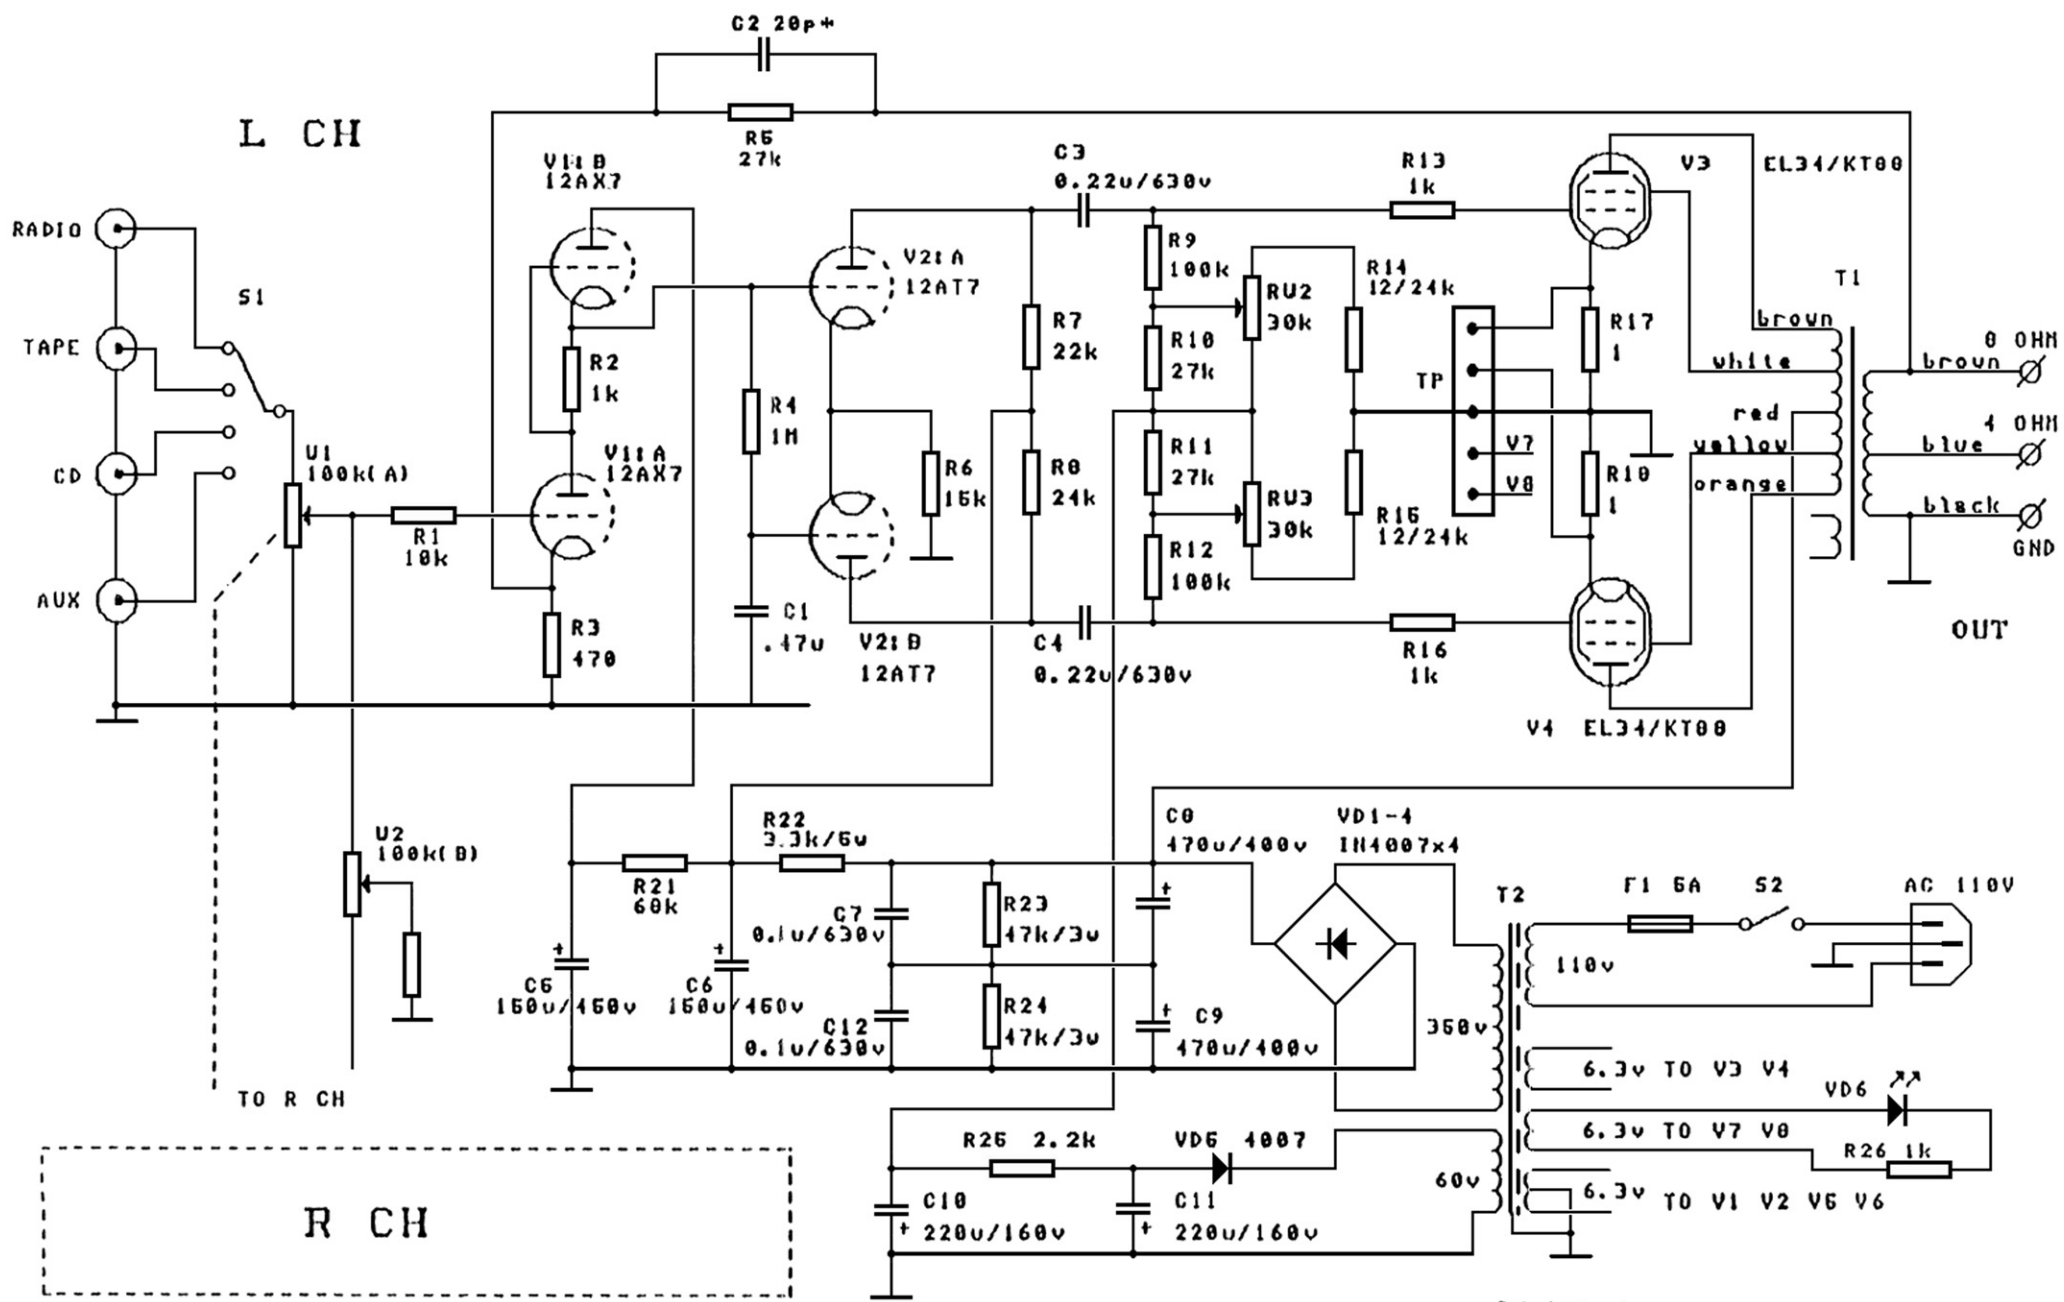 C2 20p*
L CH
R5
27k
V1:B
12AX7
C3
0.22u/630v
R13
1k
V3
EL34/KT88
RADIO
S1
V2:A
12AT7
R9
100k
RW2
30k
R14
12/24k
T1
R7
22k
R10
27k
R17
1
brown
8 OHM
brown
TAPE
R2
1k
TP
white
R4
1M
red
4 OHM
blue
U1
100k(A)
V1:A
12AX7
R11
27k
V7
yellow
CD
R6
15k
R8
24k
RW3
30k
V8
R18
1
orange
black
GND
R1
10k
R12
100k
R15
12/24k
AUX
R3
470
C1
.47u
V2:B
12AT7
C4
0.22u/630v
R16
1k
OUT
V4 EL34/KT88
U2
100k(B)
R22
3.3k/5w
C8
470u/400v
VD1-4
IN4007x4
R21
68k
C7
0.1u/630v
R23
47k/3w
T2
F1 5A
S2
AC 110V
110v
C5
150u/450v
C6
150u/450v
C12
0.1u/630v
R24
47k/3w
C9
470u/400v
350v
6.3v TO V3 V4
VD6
TO R CH
R25 2.2k
VD5 4007
6.3v TO V7 V8
R26 1k
R CH
C10
220u/160v
C11
220u/160v
60v
6.3v TO V1 V2 V5 V6